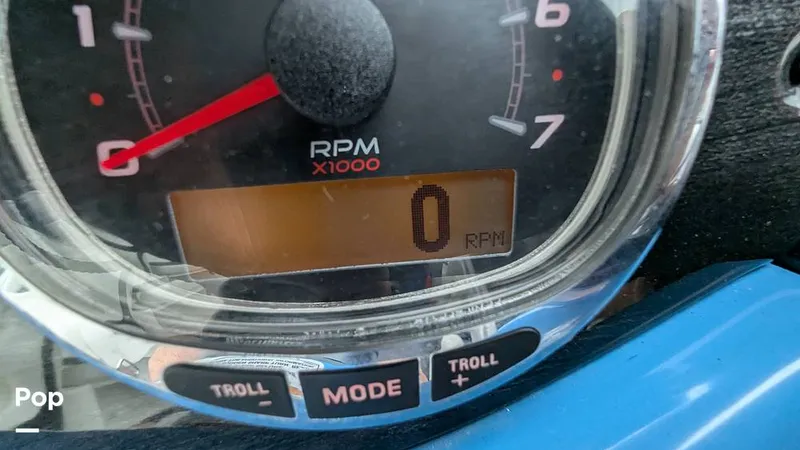 1
6
0
7
RPM
X1000
0 RPM
TROLL
-
MODE
TROLL
+
Pop